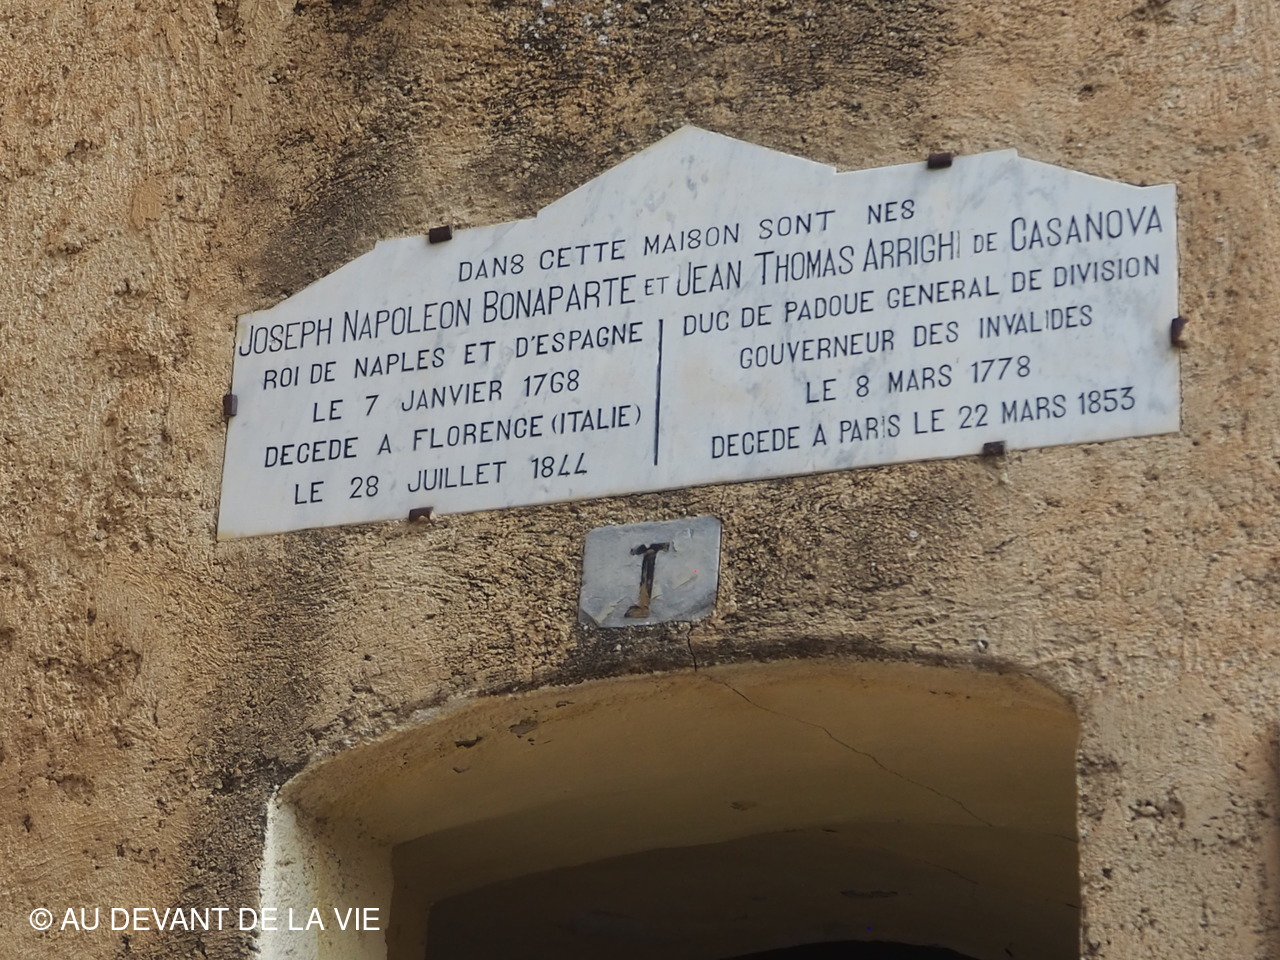 DANS CETTE MAISON SONT NES
JOSEPH NAPOLEON BONAPARTE ET JEAN THOMAS ARRIGHI DE CASANOVA
ROI DE NAPLES ET D'ESPAGNE
LE 7 JANVIER 1768
DECEDE A FLORENCE (ITALIE)
LE 28 JUILLET 1844
DUC DE PADOUE GENERAL DE DIVISION
GOUVERNEUR DES INVALIDES
LE 8 MARS 1778
DECEDE A PARIS LE 22 MARS 1853
1
© AU DEVANT DE LA VIE